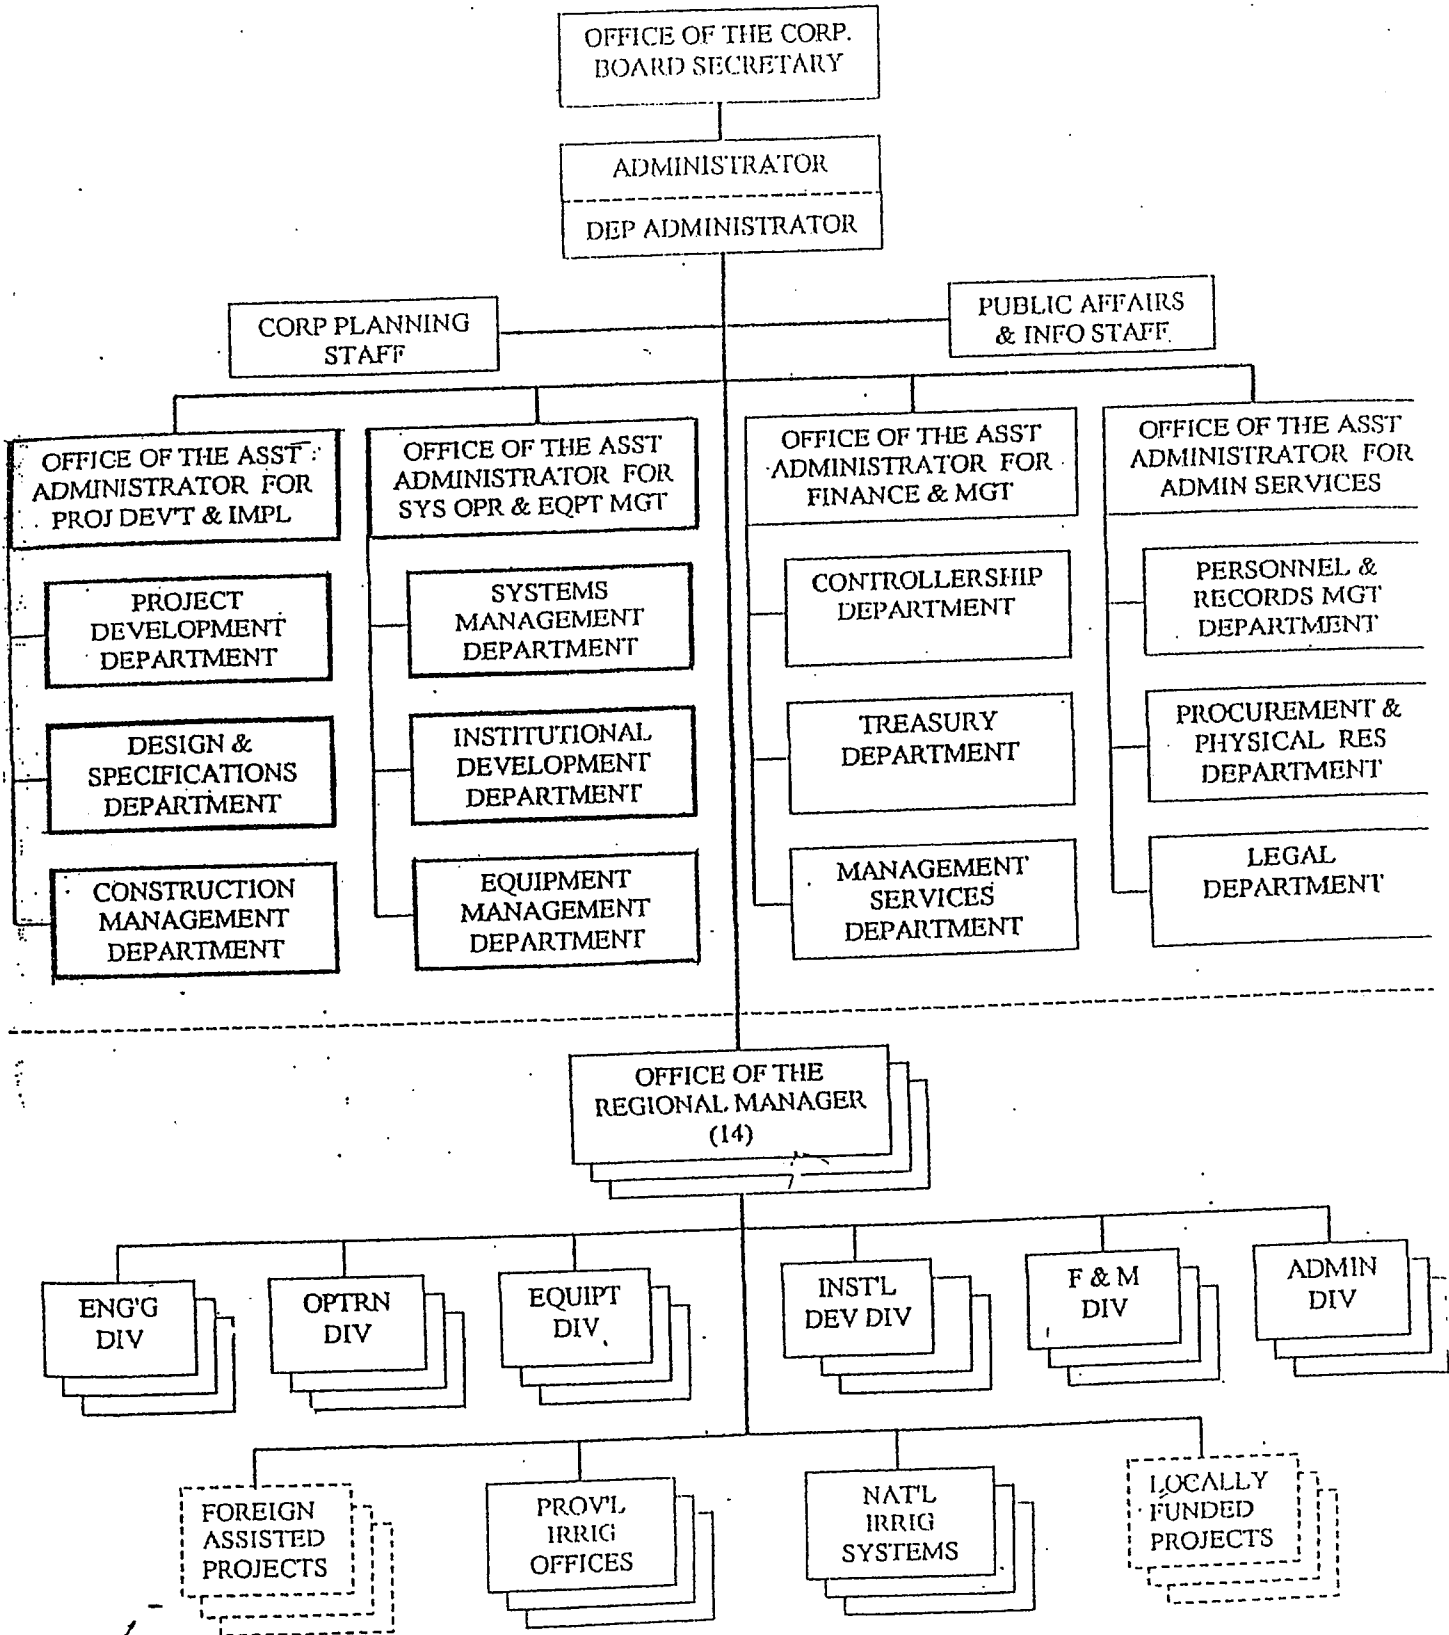 OFFICE OF THE CORP.
BOARD SECRETARY
ADMINISTRATOR
DEP ADMINISTRATOR
CORP PLANNING
STAFF
PUBLIC AFFAIRS
& INFO STAFF
OFFICE OF THE ASST
ADMINISTRATOR FOR
PROJ DEV'T & IMPL
OFFICE OF THE ASST
ADMINISTRATOR FOR
SYS OPR & EQPT MGT
OFFICE OF THE ASST
ADMINISTRATOR FOR
FINANCE & MGT
OFFICE OF THE ASST
ADMINISTRATOR FOR
ADMIN SERVICES
PROJECT
DEVELOPMENT
DEPARTMENT
SYSTEMS
MANAGEMENT
DEPARTMENT
CONTROLLERSHIP
DEPARTMENT
PERSONNEL &
RECORDS MGT
DEPARTMENT
DESIGN &
SPECIFICATIONS
DEPARTMENT
INSTITUTIONAL
DEVELOPMENT
DEPARTMENT
TREASURY
DEPARTMENT
PROCUREMENT &
PHYSICAL RES
DEPARTMENT
CONSTRUCTION
MANAGEMENT
DEPARTMENT
EQUIPMENT
MANAGEMENT
DEPARTMENT
MANAGEMENT
SERVICES
DEPARTMENT
LEGAL
DEPARTMENT
OFFICE OF THE
REGIONAL MANAGER
(14)
ENG'G
DIV
OPTRN
DIV
EQUIPT
DIV
INST'L
DEV DIV
F & M
DIV
ADMIN
DIV
FOREIGN
ASSISTED
PROJECTS
PROV'L
IRRIG
OFFICES
NAT'L
IRRIG
SYSTEMS
LOCALLY
FUNDED
PROJECTS